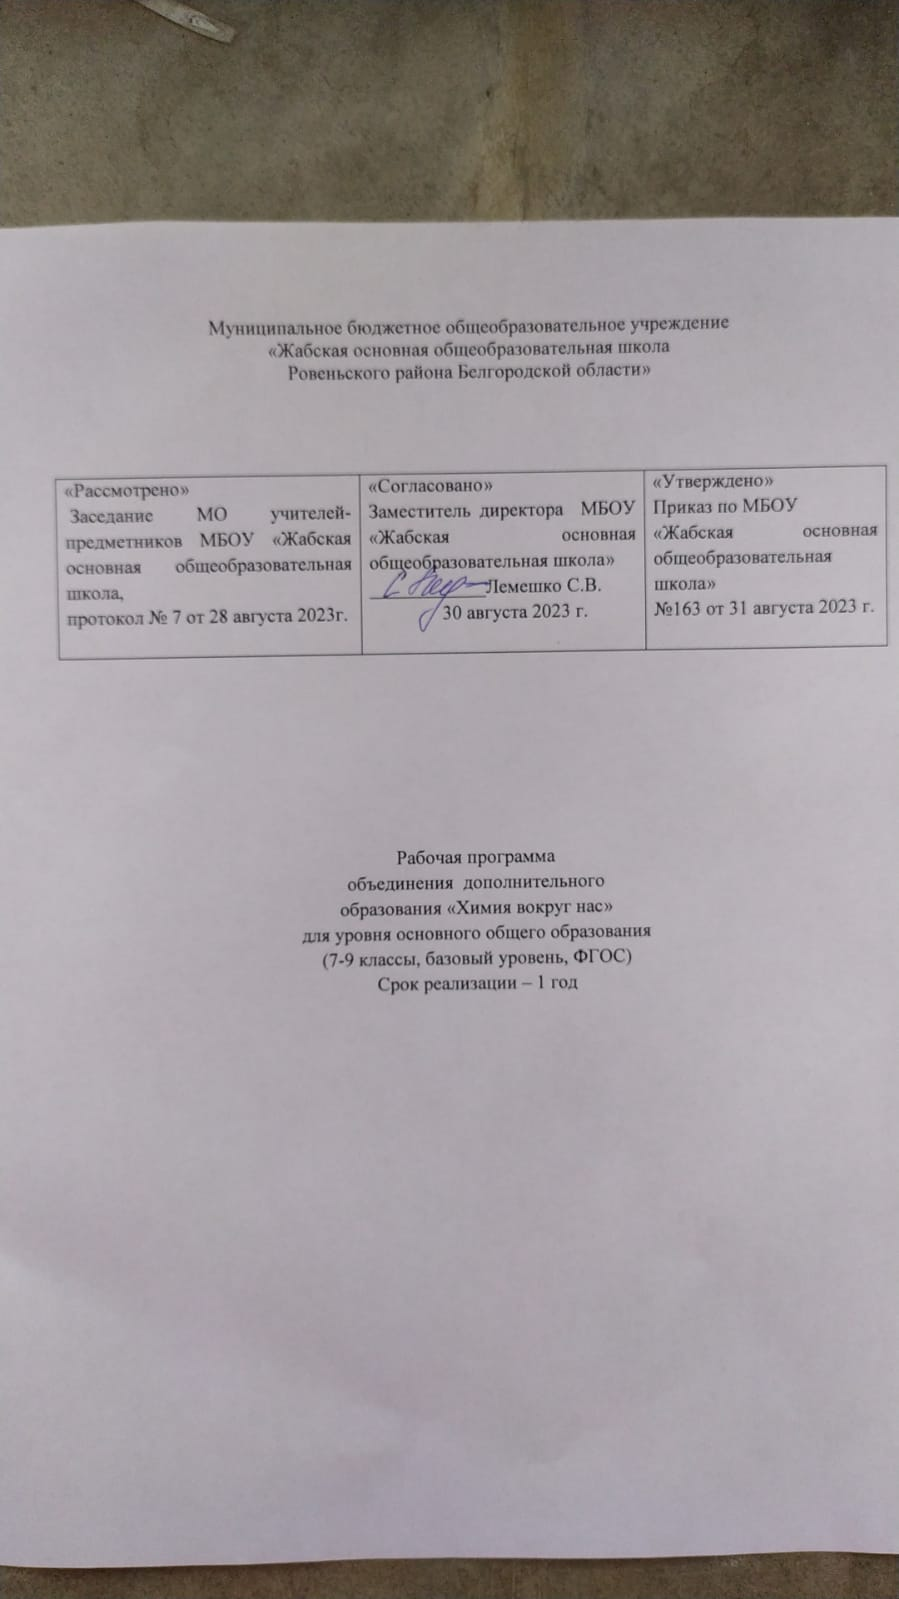 Муниципальное бюджетное общеобразовательное учреждение
«Жабская основная общеобразовательная школа
Ровеньского района Белгородской области»
«Рассмотрено»
Заседание МО учителей-
предметников МБОУ «Жабская
основная общеобразовательная
школа,
протокол № 7 от 28 августа 2023г.
«Согласовано»
Заместитель директора МБОУ
«Жабская основная
общеобразовательная школа»
Лемешко С.В.
30 августа 2023 г.
«Утверждено»
Приказ по МБОУ
«Жабская основная
общеобразовательная
школа»
№163 от 31 августа 2023 г.
Рабочая программа
объединения дополнительного
образования «Химия вокруг нас»
для уровня основного общего образования
(7-9 классы, базовый уровень, ФГОС)
Срок реализации – 1 год